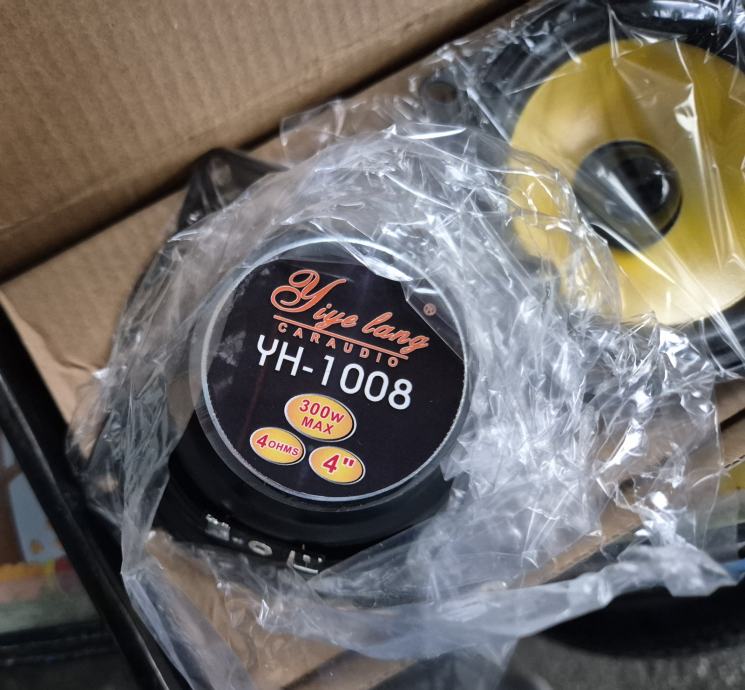 Yiye lang ®
CARAUDIO
YH-1008
300W
MAX
4OHMS
4"